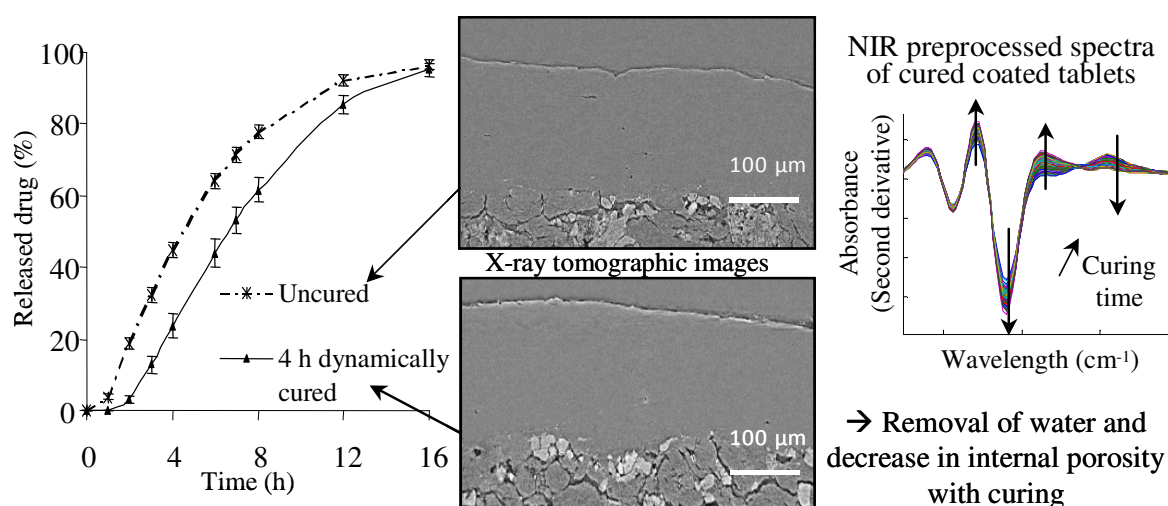 100
80
60
40
20
0
Released drug (%)
0
4
8
12
16
Time (h)
Uncured
4 h dynamically
cured
100 µm
X-ray tomographic images
100 µm
NIR preprocessed spectra
of cured coated tablets
Absorbance
(Second deivative)
Curing
time
Wavelength (cm-1)
→ Removal of water and
decrease in internal porosity
with curing